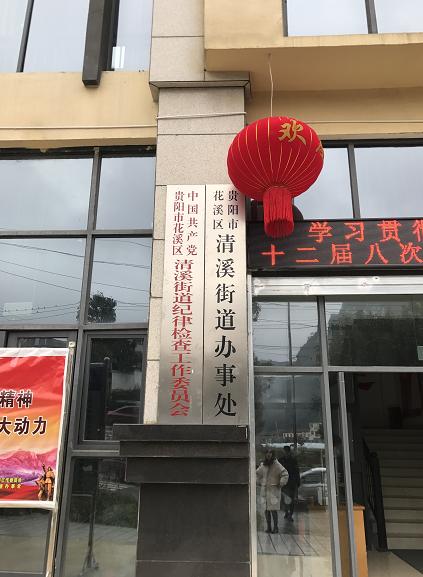 欢
贵阳市
花溪区
清溪街道办事处
中国共产党
贵阳市花溪区
清溪街道纪律检查工作委员会
学习贯彻
十二届八次
精神
大动力